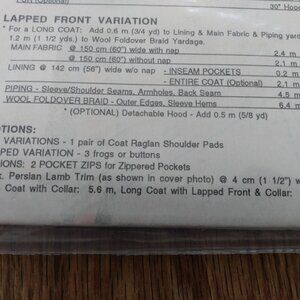 30" Hood
LAPPED FRONT VARIATION
*For a LONG COAT: Add 0.6 m (3/4 yd) to Lining & Main Fabric & Piping yard
1.2 m (1 1/2 yds.) to Wool Foldover Braid Yardage.
MAIN FABRIC @ 150 cm (60") wide with nap 2.4 m
@ 150 cm (60") without nap 2.1 m
LINING @ 142 cm (56") wide w/o nap - INSEAM POCKETS 0.2 m
- ENTIRE COAT (Optional) 2.1 m
PIPING - Sleeve/Shoulder Seams, Armholes, Back Seam 4.5 m
WOOL FOLDOVER BRAID - Outer Edges, Sleeve Hems 6.4 m
* (OPTIONAL) Detachable Hood - Add 0.5 m (5/8 yd)
TIONS:
VARIATIONS - 1 pair of Coat Raglan Shoulder Pads
PED VARIATION - 3 frogs or buttons
IONS: 2 POCKET ZIPS for Zippered Pockets
x. Persian Lamb Trim (as shown in cover photo) @ 4 cm (1 1/2") w
Coat with Collar: 5.6 m, Long Coat with Lapped Front & Collar: